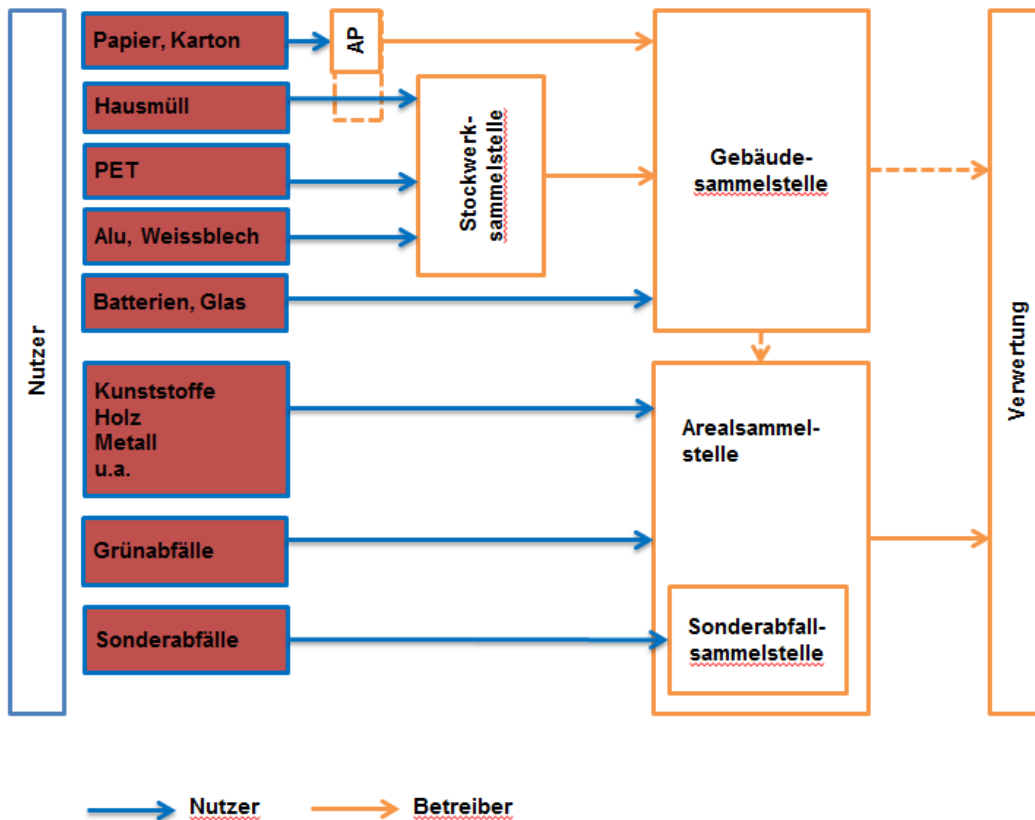 Nutzer
Papier, Karton
AP
Hausmüll
PET
Alu, Weissblech
Batterien, Glas
Stockwerk-
sammelstelle
Gebäude-
sammelstelle
Kunststoffe
Holz
Metall
u.a.
Grünabfälle
Sonderabfälle
Arealsammel-
stelle
Sonderabfall-
sammelstelle
Verwertung
Nutzer
Betreiber